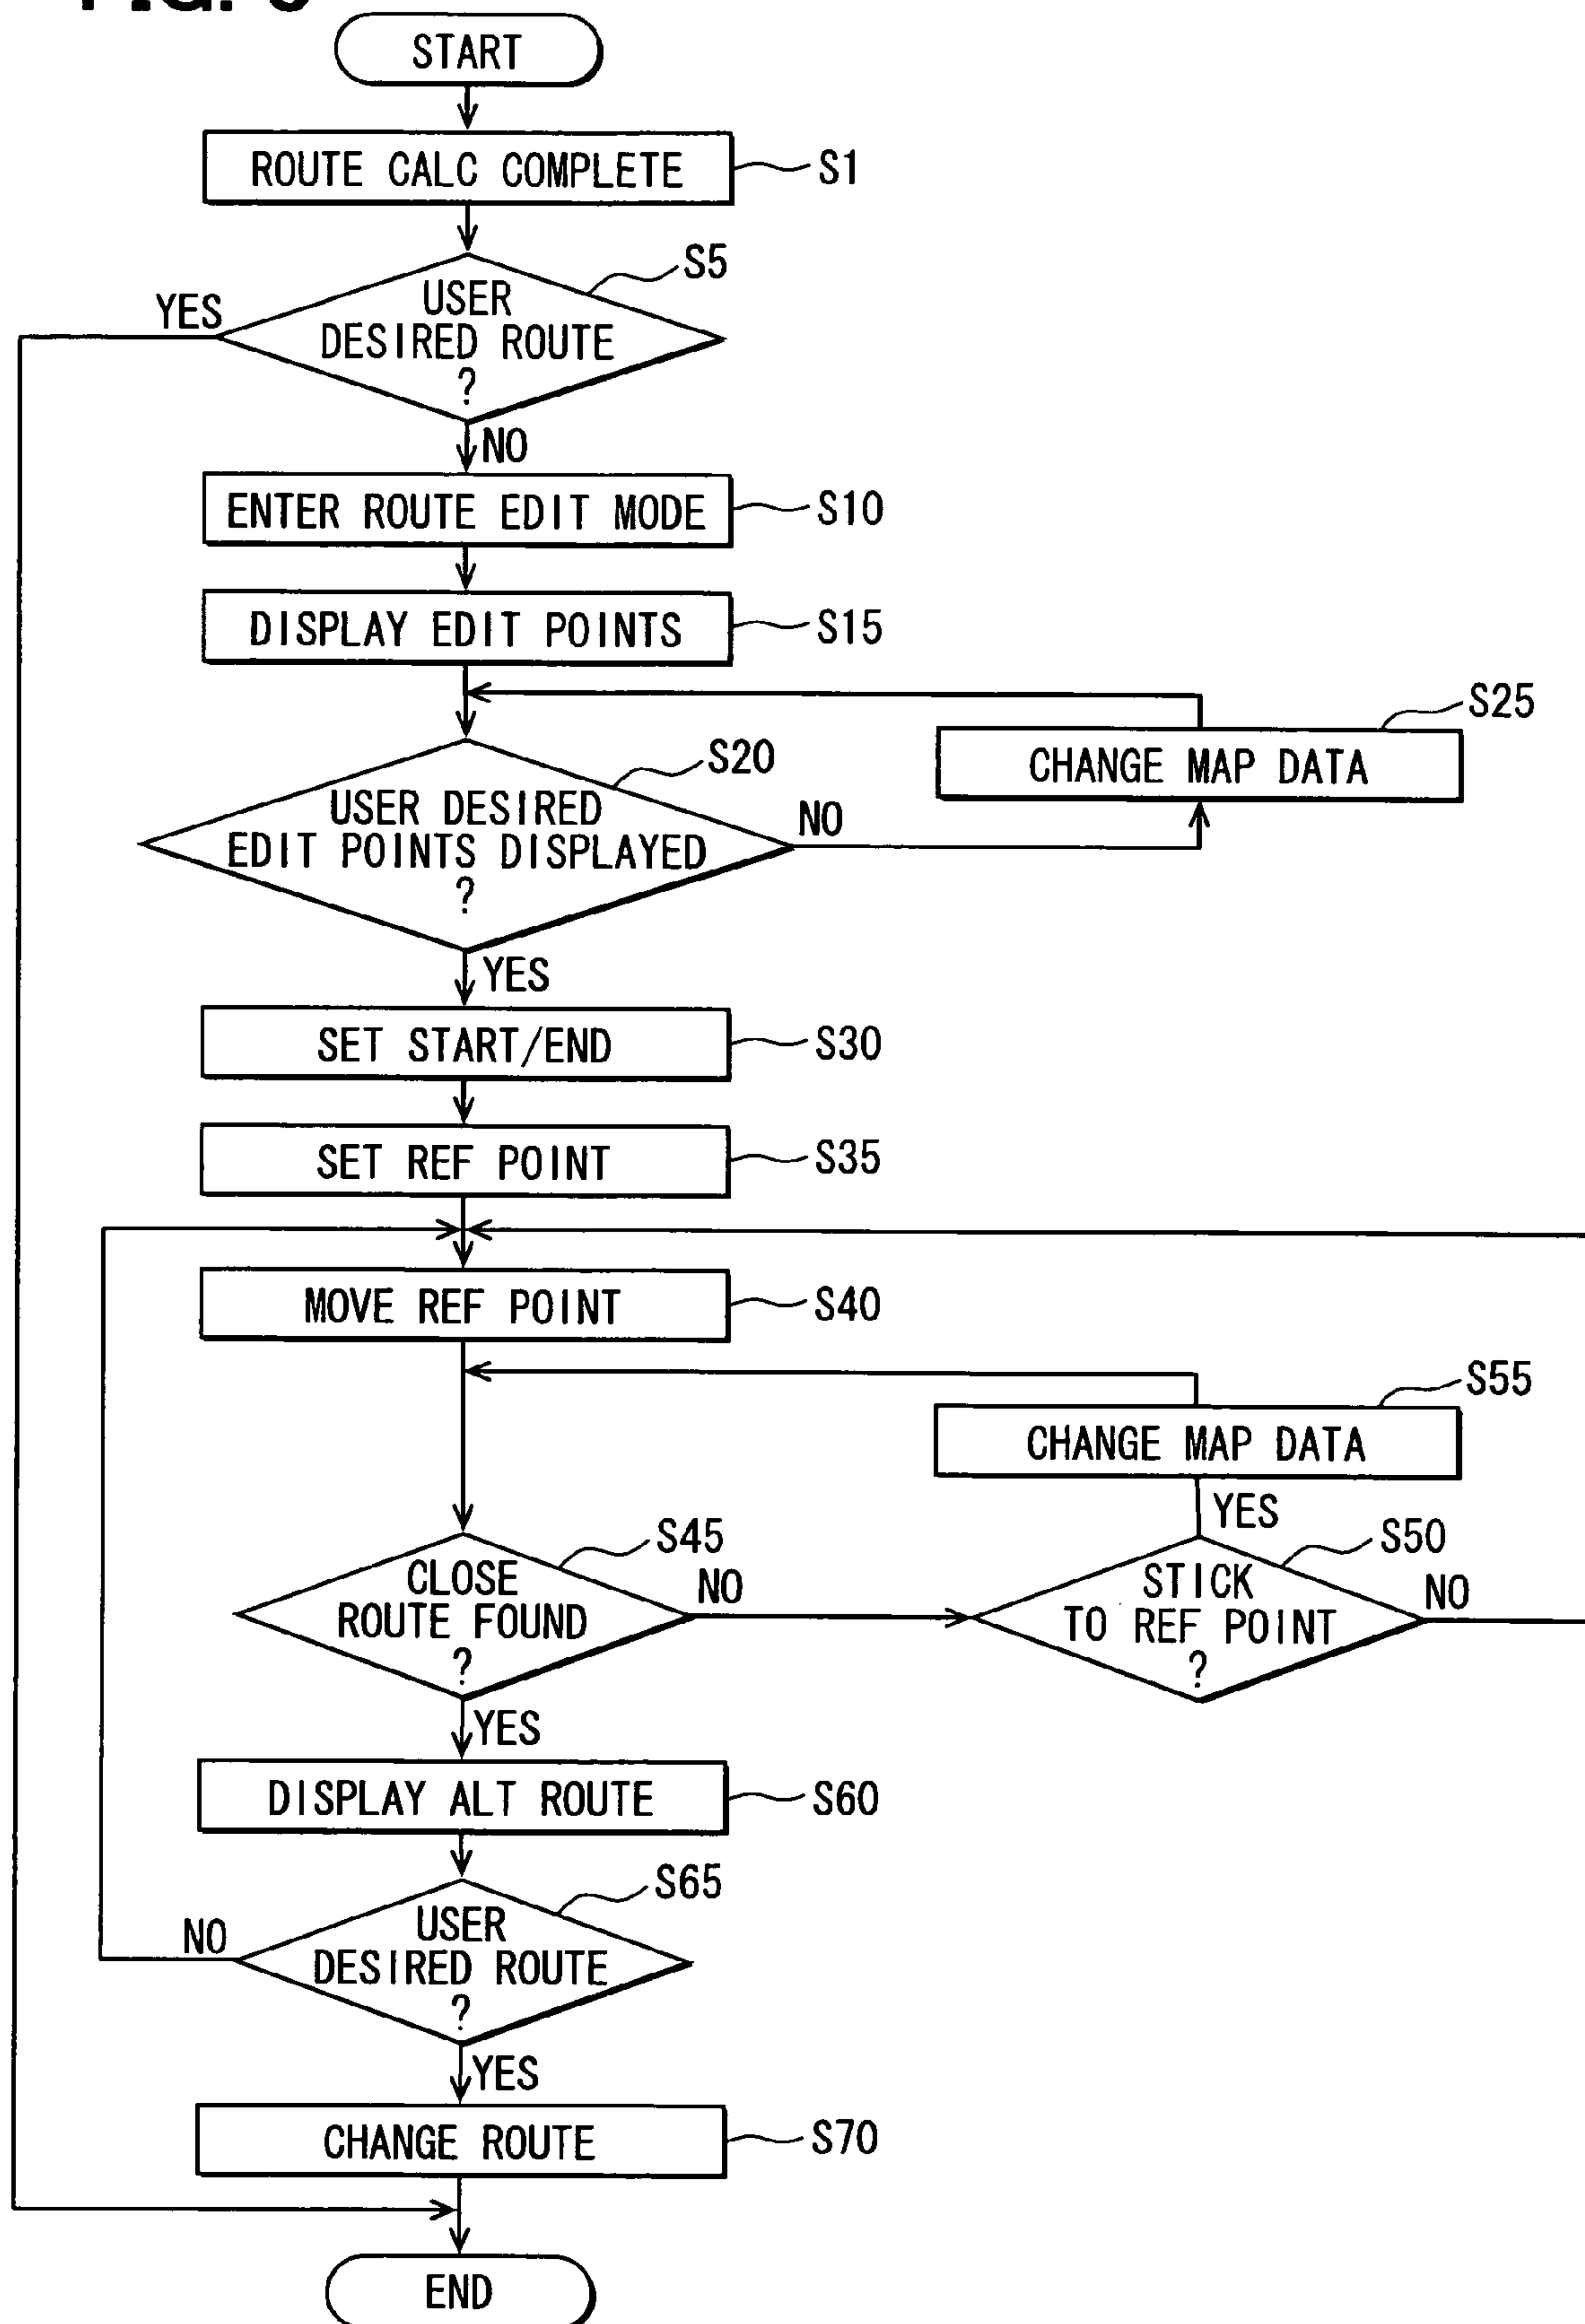 START
ROUTE CALC COMPLETE
S1
S5
USER
DESIRED ROUTE
?
YES
NO
ENTER ROUTE EDIT MODE
S10
DISPLAY EDIT POINTS
S15
S25
CHANGE MAP DATA
S20
USER DESIRED
EDIT POINTS DISPLAYED
?
NO
YES
SET START/END
S30
SET REF POINT
S35
MOVE REF POINT
S40
S55
CHANGE MAP DATA
YES
S45
CLOSE
ROUTE FOUND
?
NO
S50
STICK
TO REF POINT
?
NO
YES
DISPLAY ALT ROUTE
S60
S65
USER
DESIRED ROUTE
?
NO
YES
CHANGE ROUTE
S70
END